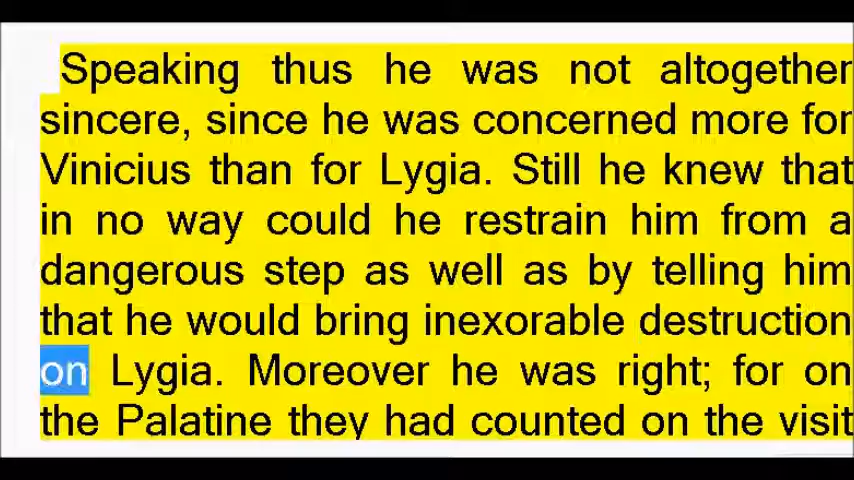 Speaking thus he was not altogether
sincere, since he was concerned more for
Vinicius than for Lygia. Still he knew that
in no way could he restrain him from a
dangerous step as well as by telling him
that he would bring inexorable destruction
on Lygia. Moreover he was right; for on
the Palatine they had counted on the visit